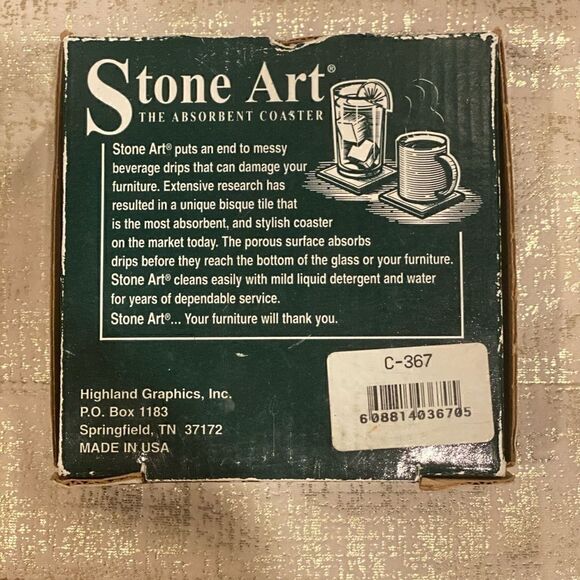 Stone Art®
THE ABSORBENT COASTER
Stone Art® puts an end to messy
beverage drips that can damage your
furniture. Extensive research has
resulted in a unique bisque tile that
is the most absorbent, and stylish coaster
on the market today. The porous surface absorbs
drips before they reach the bottom of the glass or your furniture.
Stone Art® cleans easily with mild liquid detergent and water
for years of dependable service.
Stone Art®... Your furniture will thank you.
C-367
6 08814 03670 5
Highland Graphics, Inc.
P.O. Box 1183
Springfield, TN 37172
MADE IN USA